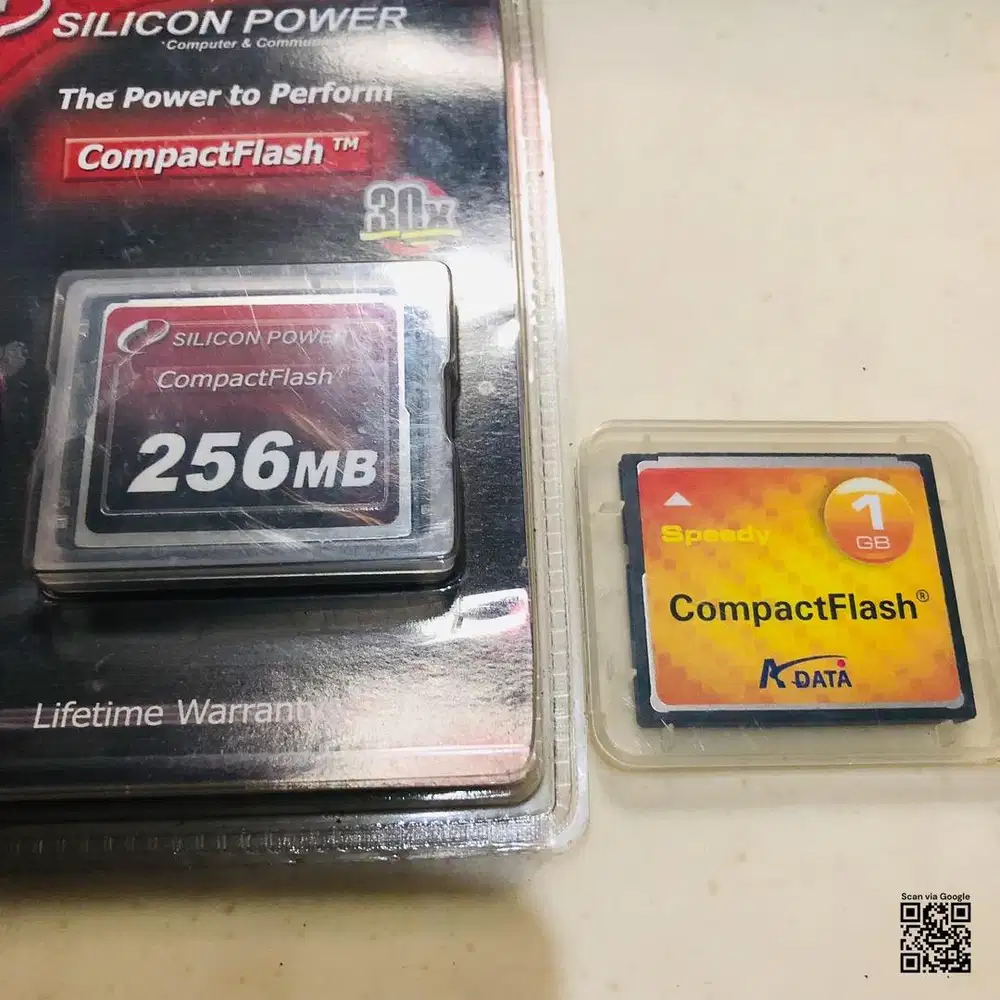 SILICON POWER
Computer & Commun
The Power to Perform
CompactFlash™
30x
SILICON POWER
CompactFlash
256MB
Lifetime Warranty
1
GB
Speedy
CompactFlash®
ADATA
Scan via Google